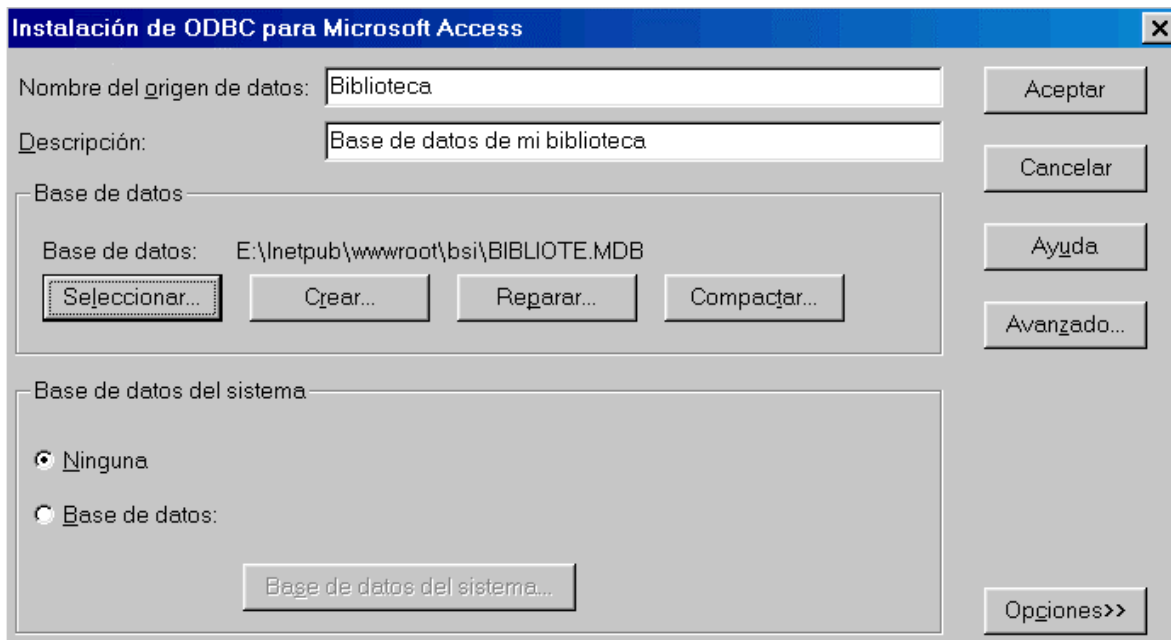 Instalación de ODBC para Microsoft Access
Nombre del origen de datos: Biblioteca
Aceptar
Descripción: Base de datos de mi biblioteca
Cancelar
Base de datos
Base de datos: E:\Inetpub\wwwroot\bsi\BIBLIOTE.MDB
Ayuda
Seleccionar... Crear... Reparar... Compactar...
Avanzado...
Base de datos del sistema
Ninguna
Base de datos:
Base de datos del sistema...
Opciones>>